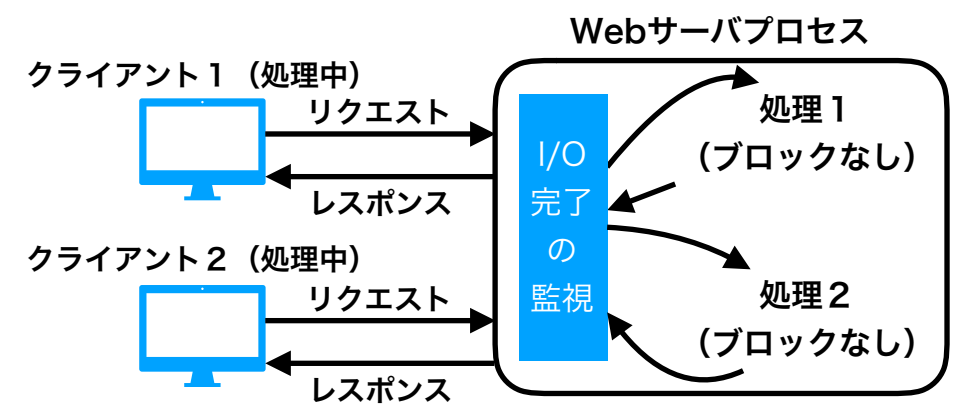 Webサーバプロセス
クライアント１（処理中）
リクエスト
レスポンス
クライアント２（処理中）
リクエスト
レスポンス
I/O
完了
の
監視
処理１
（ブロックなし）
処理２
（ブロックなし）